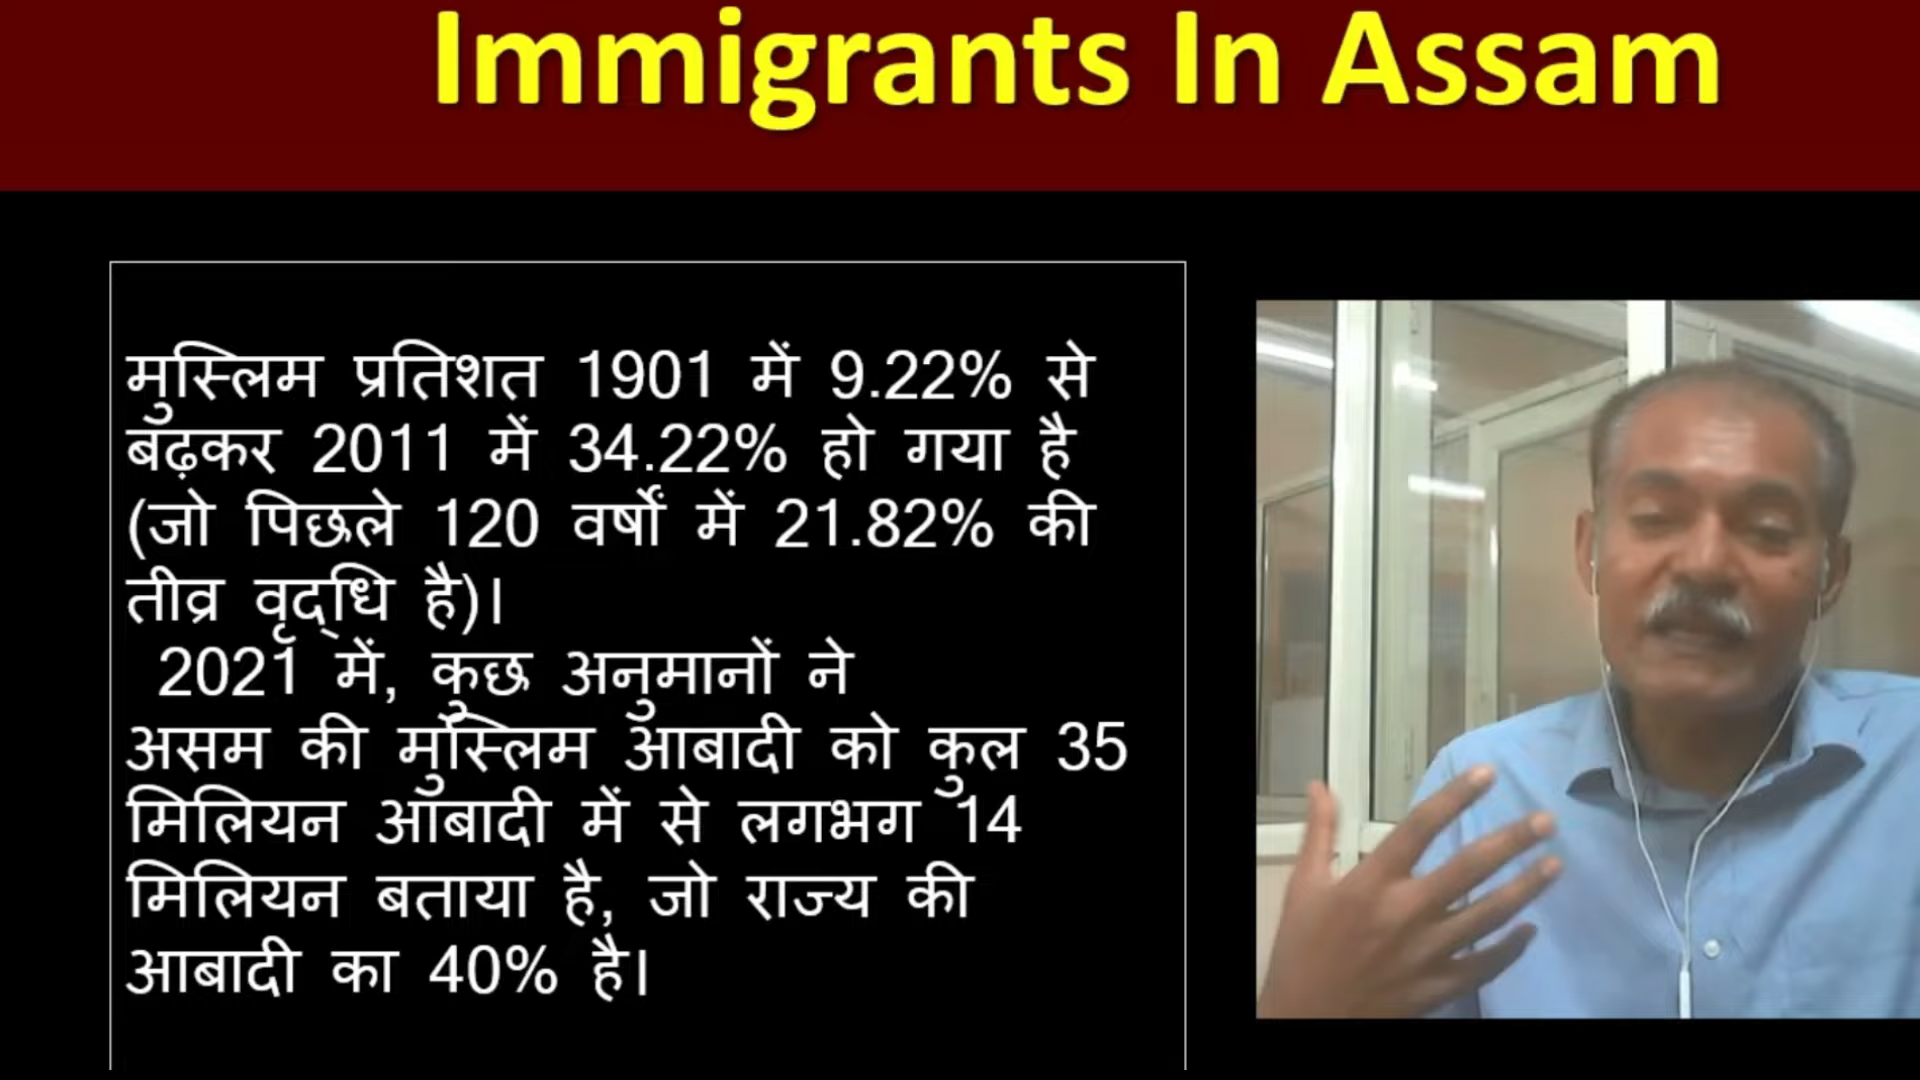 Immigrants In Assam
मुस्लिम प्रतिशत 1901 में 9.22% से
बढ़कर 2011 में 34.22% हो गया है
(जो पिछले 120 वर्षों में 21.82% की
तीव्र वृद्धि है)।
2021 में, कुछ अनुमानों ने
असम की मुस्लिम आबादी को कुल 35
मिलियन आबादी में से लगभग 14
मिलियन बताया है, जो राज्य की
आबादी का 40% है।